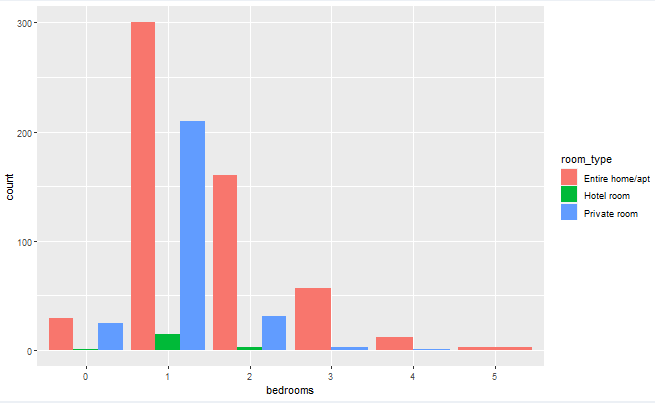 300
200
100
0
count
0 1 2 3 4 5
bedrooms
room_type
Entire home/apt
Hotel room
Private room